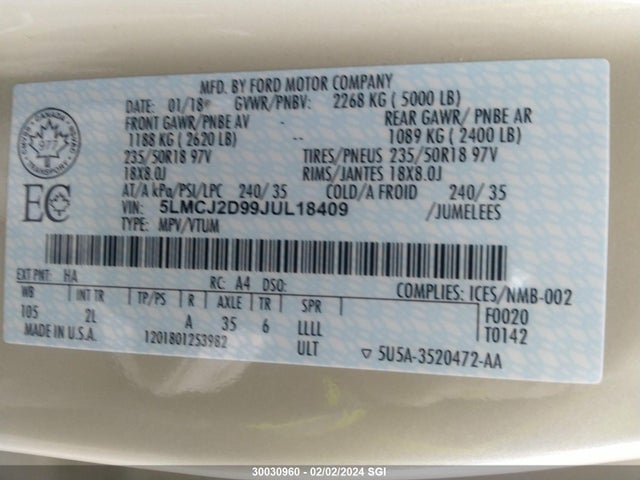 MFD. BY FORD MOTOR COMPANY
DATE: 01/18 GVWR/PNBV: 2268 KG ( 5000 LB)
FRONT GAWR/PNBE AV - REAR GAWR/ PNBE AR
1188 KG ( 2620 LB) -- 1089 KG ( 2400 LB)
235/50R18 97V TIRES/PNEUS 235/50R18 97V
18X8.0J RIMS/JANTES 18X8.0J
AT/A kPa/PSI/LPC 240/ 35 COLD/A FROID 240/ 35
VIN: 5LMCJ2D99JUL18409 /JUMELEES
TYPE: MPV/VTUM
CANADA
977
TRANSPORT
EC
EXT PNT: HA RC: A4 DSO: COMPLIES: ICES/NMB-002
WB INT TR TP/PS R AXLE TR SPR F0020
105 2L A 35 6 LLLL T0142
MADE IN U.S.A. 1201801253982 ULT ▽ 5U5A-3520472-AA
30030960 - 02/02/2024 SGI